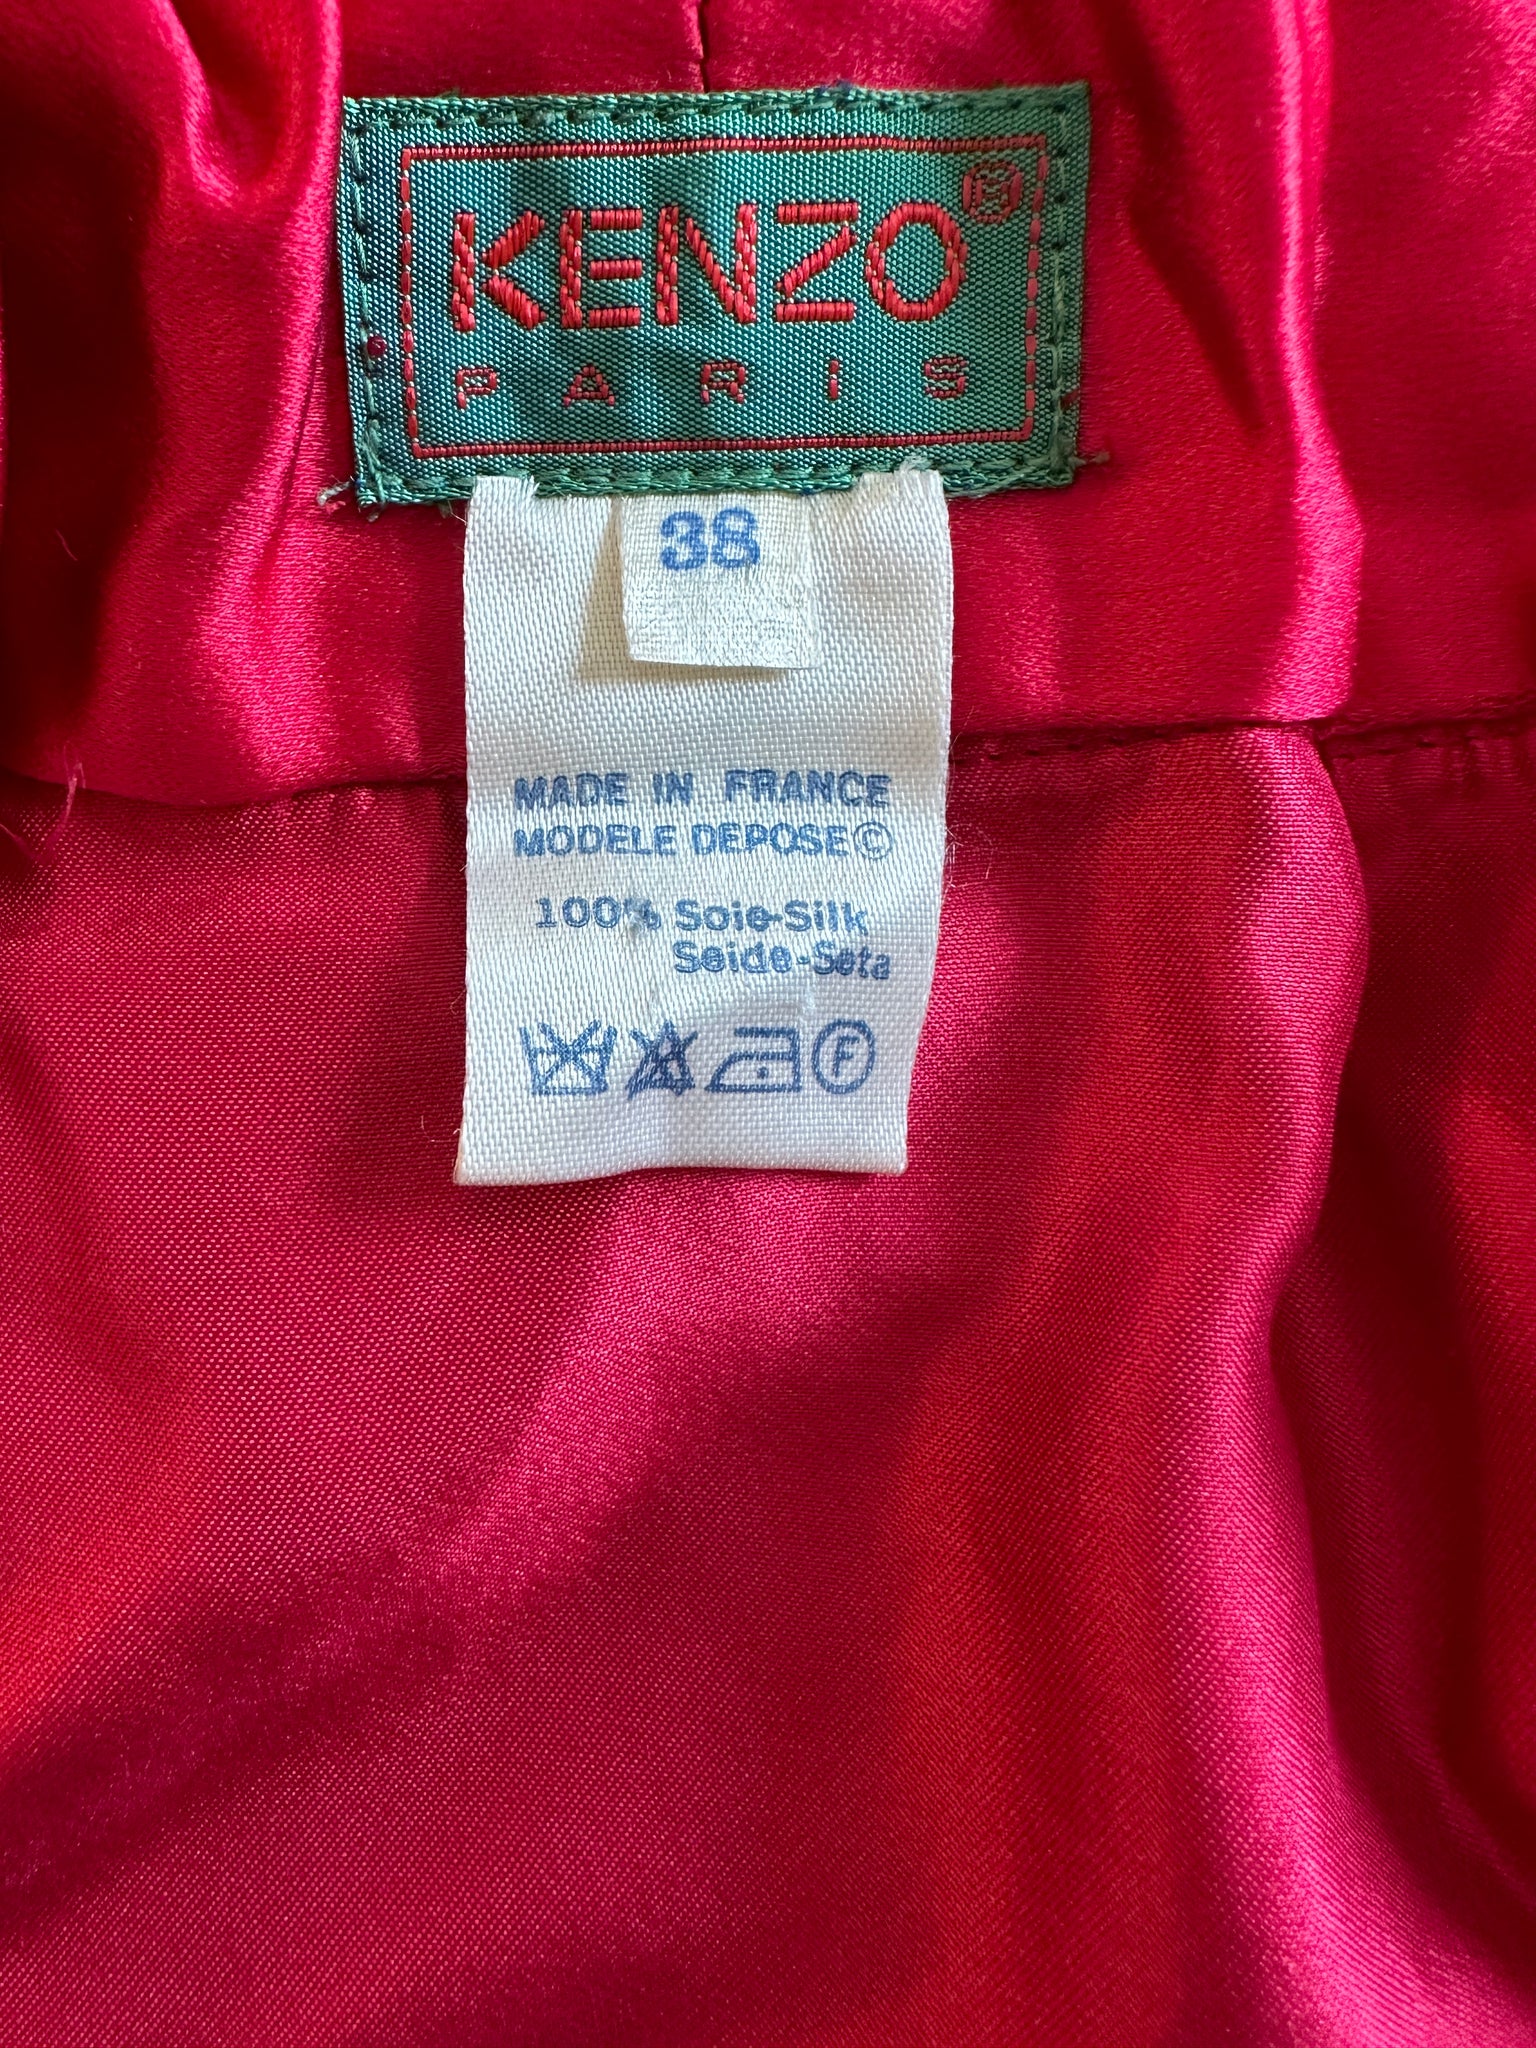 KENZO®
PARIS
38
MADE IN FRANCE
MODELE DEPOSE©
100% Soie-Silk
Seide-Seta
F